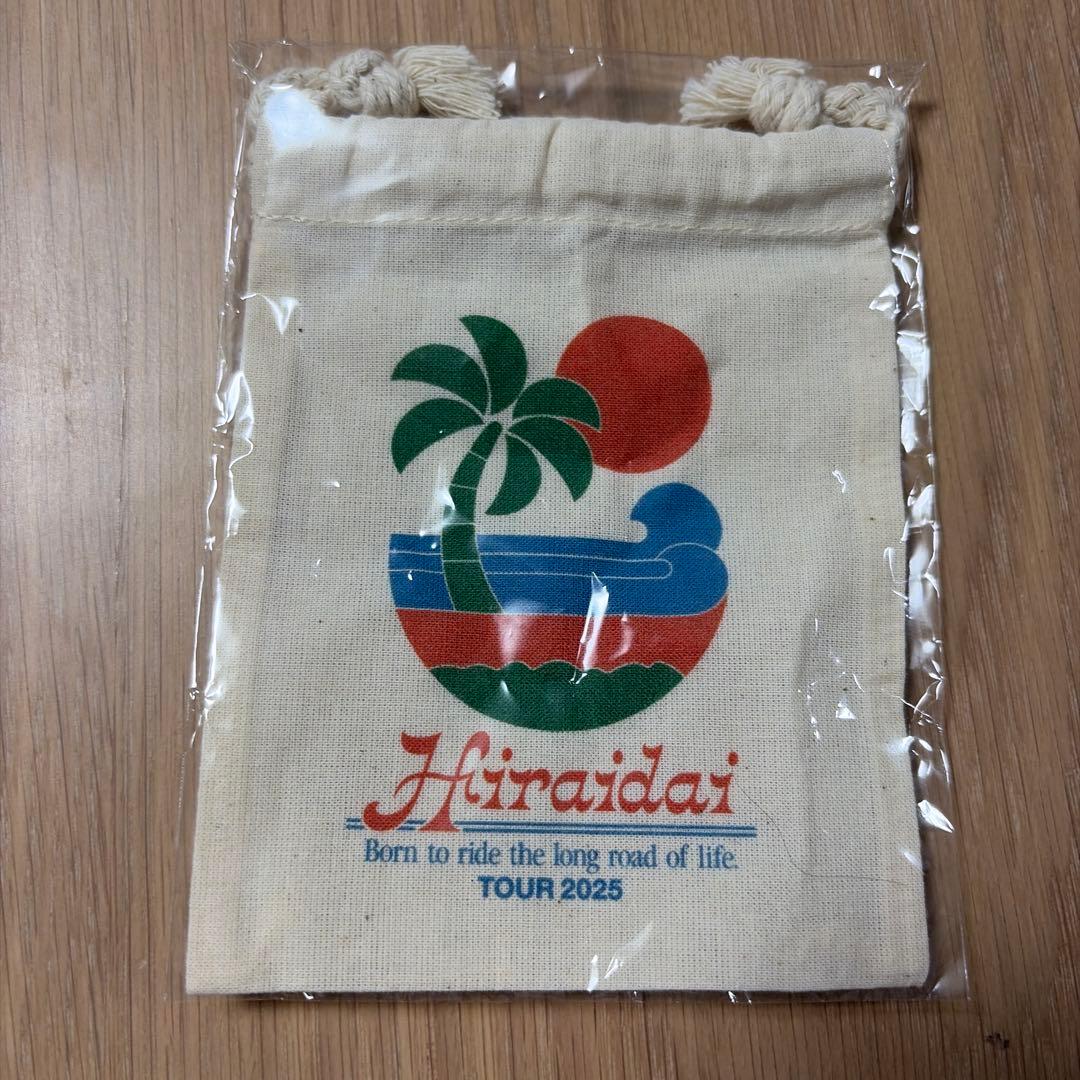 Hiraidai
Born to ride the long road of life.
TOUR 2025